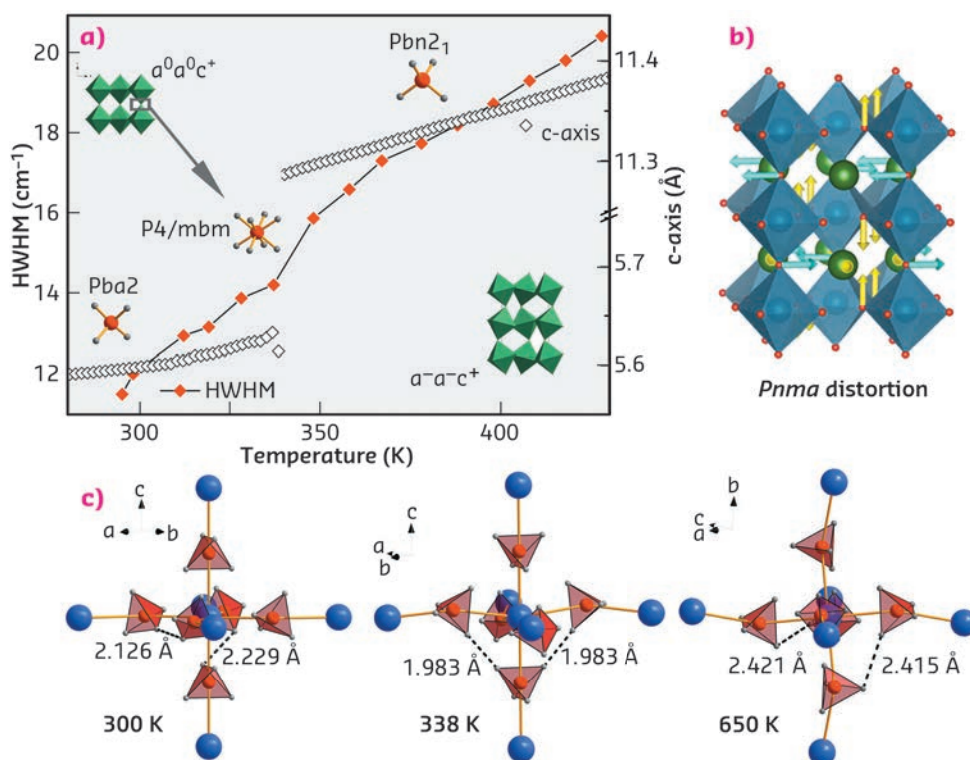 a)
HWHM (cm⁻¹)
20
18
16
14
12
a⁰a⁰c⁺
Pbn2₁
P4/mbm
Pba2
c-axis
a⁻a⁻c⁺
HWHM
300
350
400
Temperature (K)
11.4
11.3
5.7
5.6
c-axis (Å)
b)
Pnma distortion
c)
c
a b
2.126 Å
2.229 Å
300 K
c
a
b
1.983 Å
1.983 Å
338 K
b
c
a
2.421 Å
2.415 Å
650 K